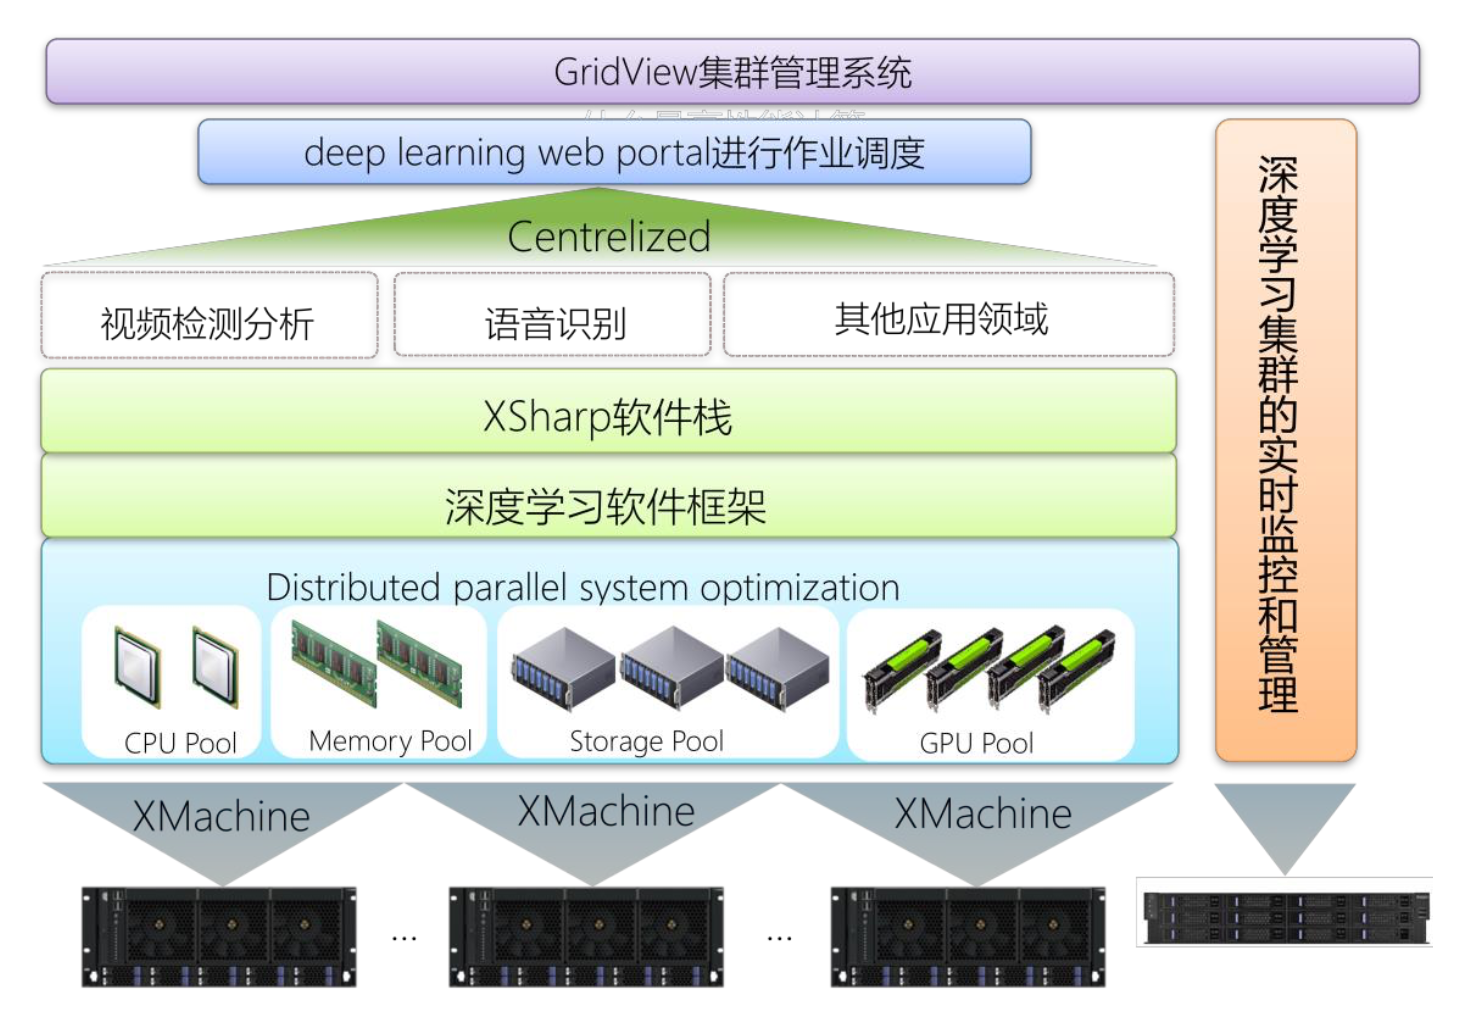 GridView集群管理系统
deep learning web portal进行作业调度
Centrelized
视频检测分析
语音识别
其他应用领域
XSharp软件栈
深度学习软件框架
Distributed parallel system optimization
CPU Pool
Memory Pool
Storage Pool
GPU Pool
XMachine
XMachine
XMachine
...
...
深度学习集群的实时监控和管理